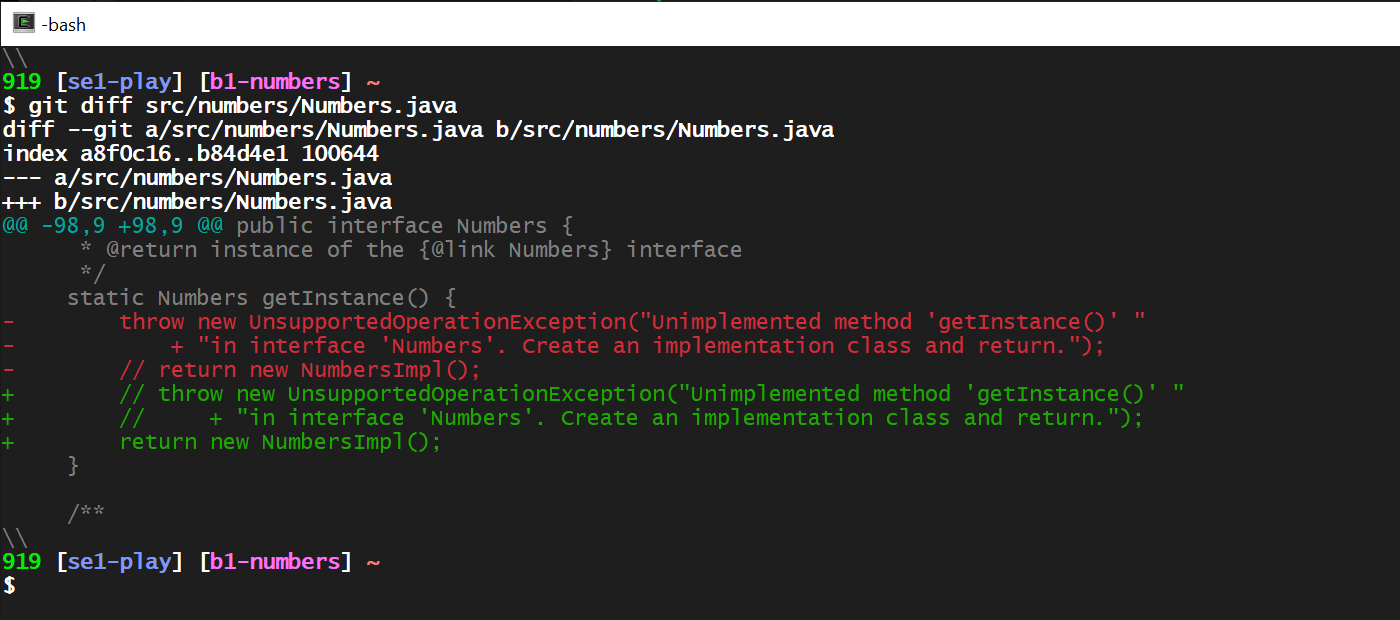 -bash
\\
919 [se1-play] [b1-numbers] ~
$ git diff src/numbers/Numbers.java
diff --git a/src/numbers/Numbers.java b/src/numbers/Numbers.java
index a8f0c16..b84d4e1 100644
--- a/src/numbers/Numbers.java
+++ b/src/numbers/Numbers.java
@@ -98,9 +98,9 @@ public interface Numbers {
      * @return instance of the {@link Numbers} interface
      */
     static Numbers getInstance() {
-        throw new UnsupportedOperationException("Unimplemented method 'getInstance()' "
-            + "in interface 'Numbers'. Create an implementation class and return.");
-        // return new NumbersImpl();
+        // throw new UnsupportedOperationException("Unimplemented method 'getInstance()' "
+        //     + "in interface 'Numbers'. Create an implementation class and return.");
+        return new NumbersImpl();
     }

     /**
\\
919 [se1-play] [b1-numbers] ~
$